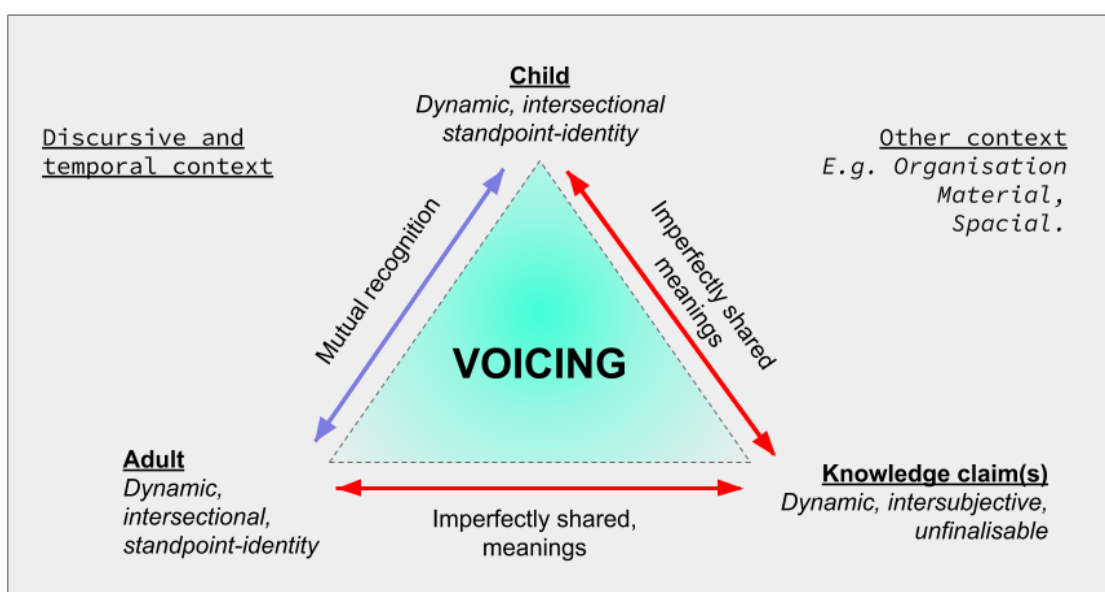 Child
Dynamic, intersectional
standpoint-identity
Discursive and
temporal context
Other context
E.g. Organisation
Material,
Spacial.
Mutual recognition
Imperfectly shared
meanings
VOICING
Adult
Dynamic,
intersectional,
standpoint-identity
Imperfectly shared,
meanings
Knowledge claim(s)
Dynamic, intersubjective,
unfinalisable